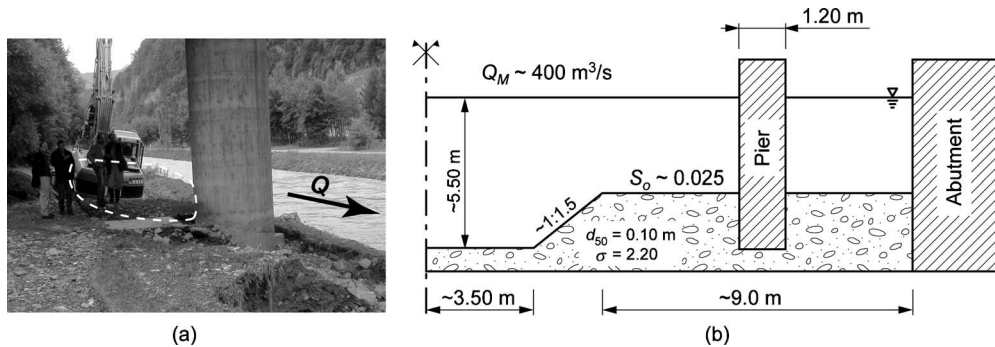 Q
(a)
1.20 m
Q_M ~ 400 m³/s
~5.50 m
Pier
Abutment
S_o ~ 0.025
~1:1.5
d_50 = 0.10 m
σ = 2.20
~3.50 m
~9.0 m
(b)